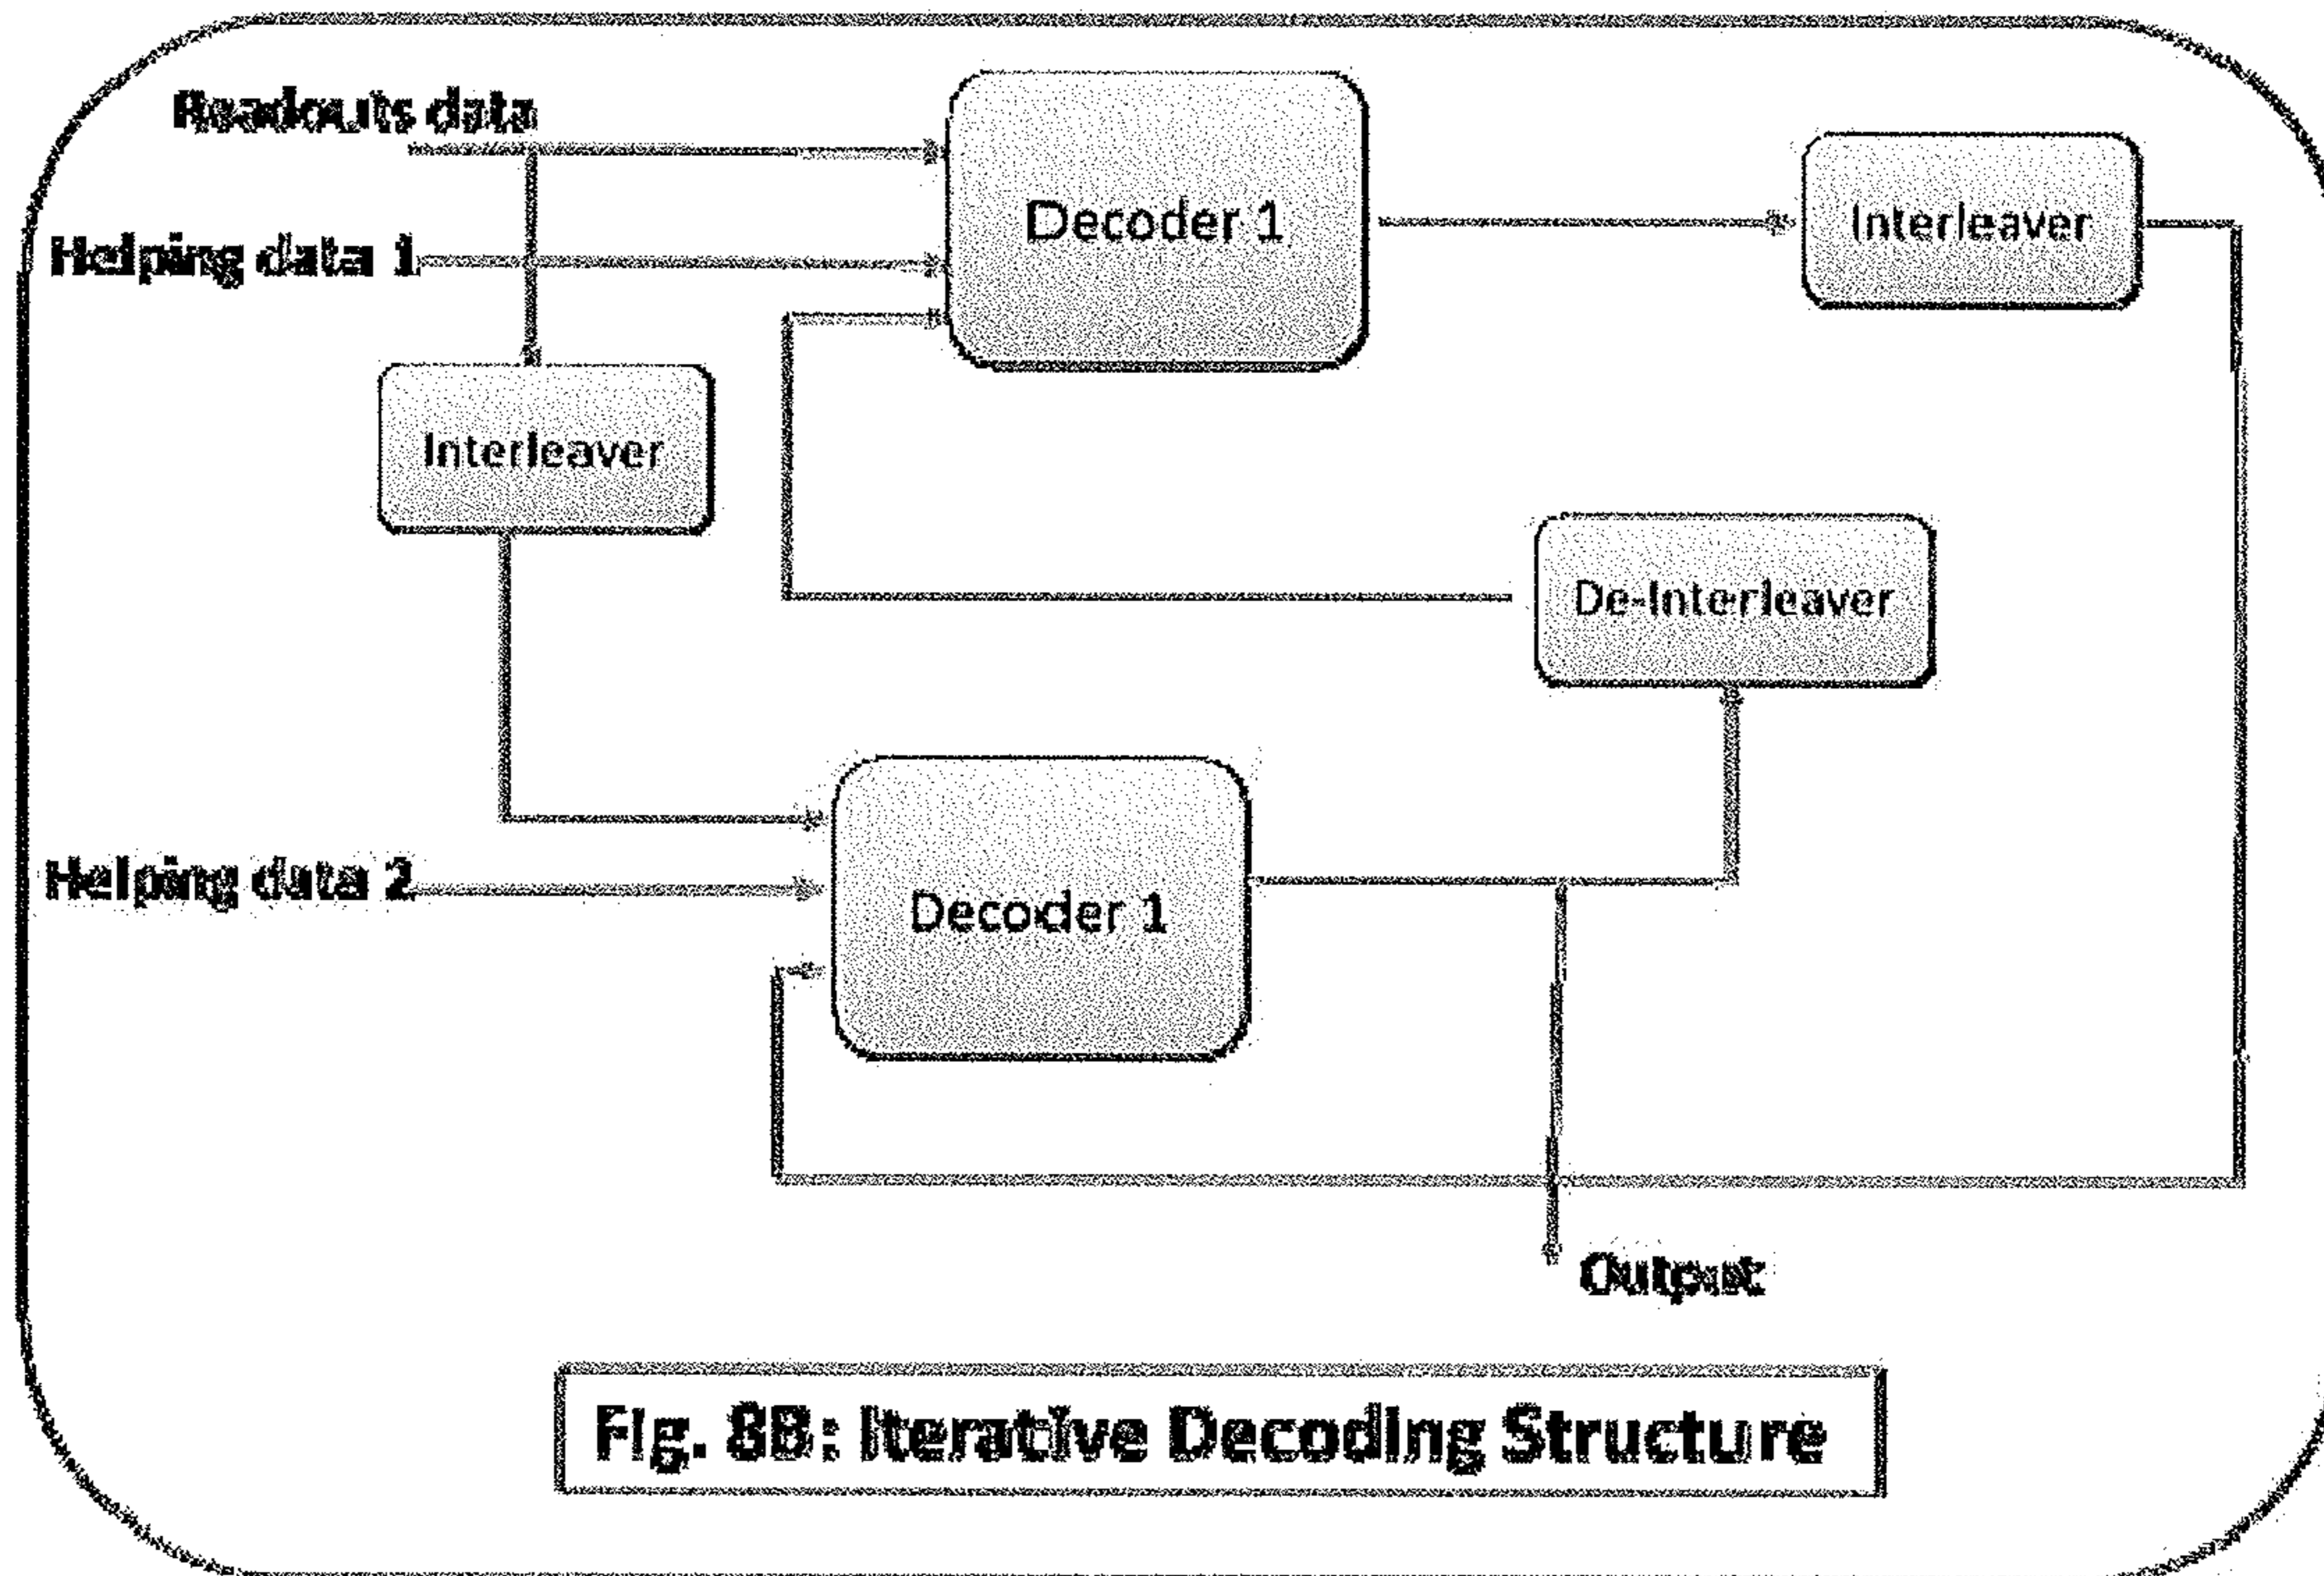 Readouts data
Decoder 1
Interleaver
Helping data 1
Interleaver
De-Interleaver
Helping data 2
Decoder 1
Output
Fig. 8B: Iterative Decoding Structure